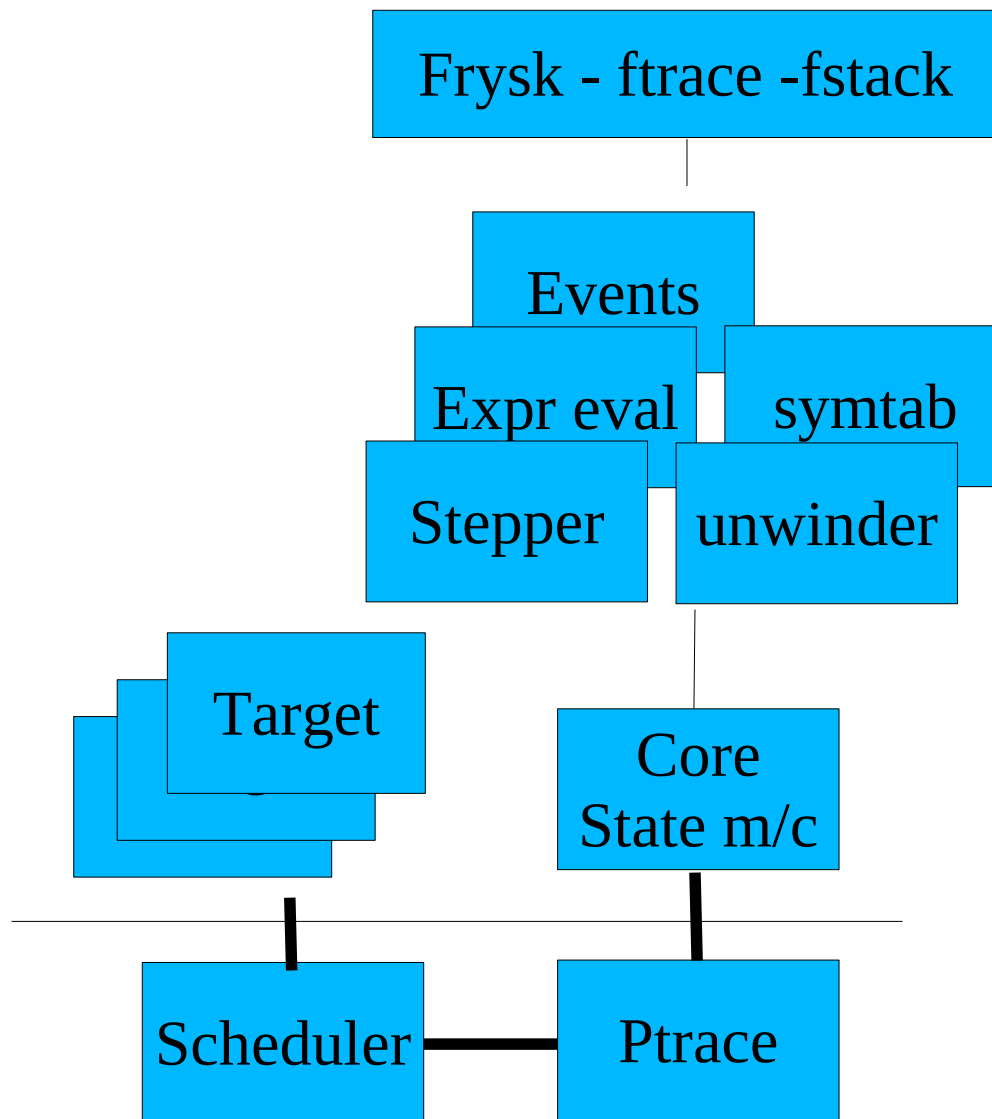 Frysk - ftrace -fstack
Events
Expr eval
symtab
Stepper
unwinder
Target
Core
State m/c
Scheduler
Ptrace